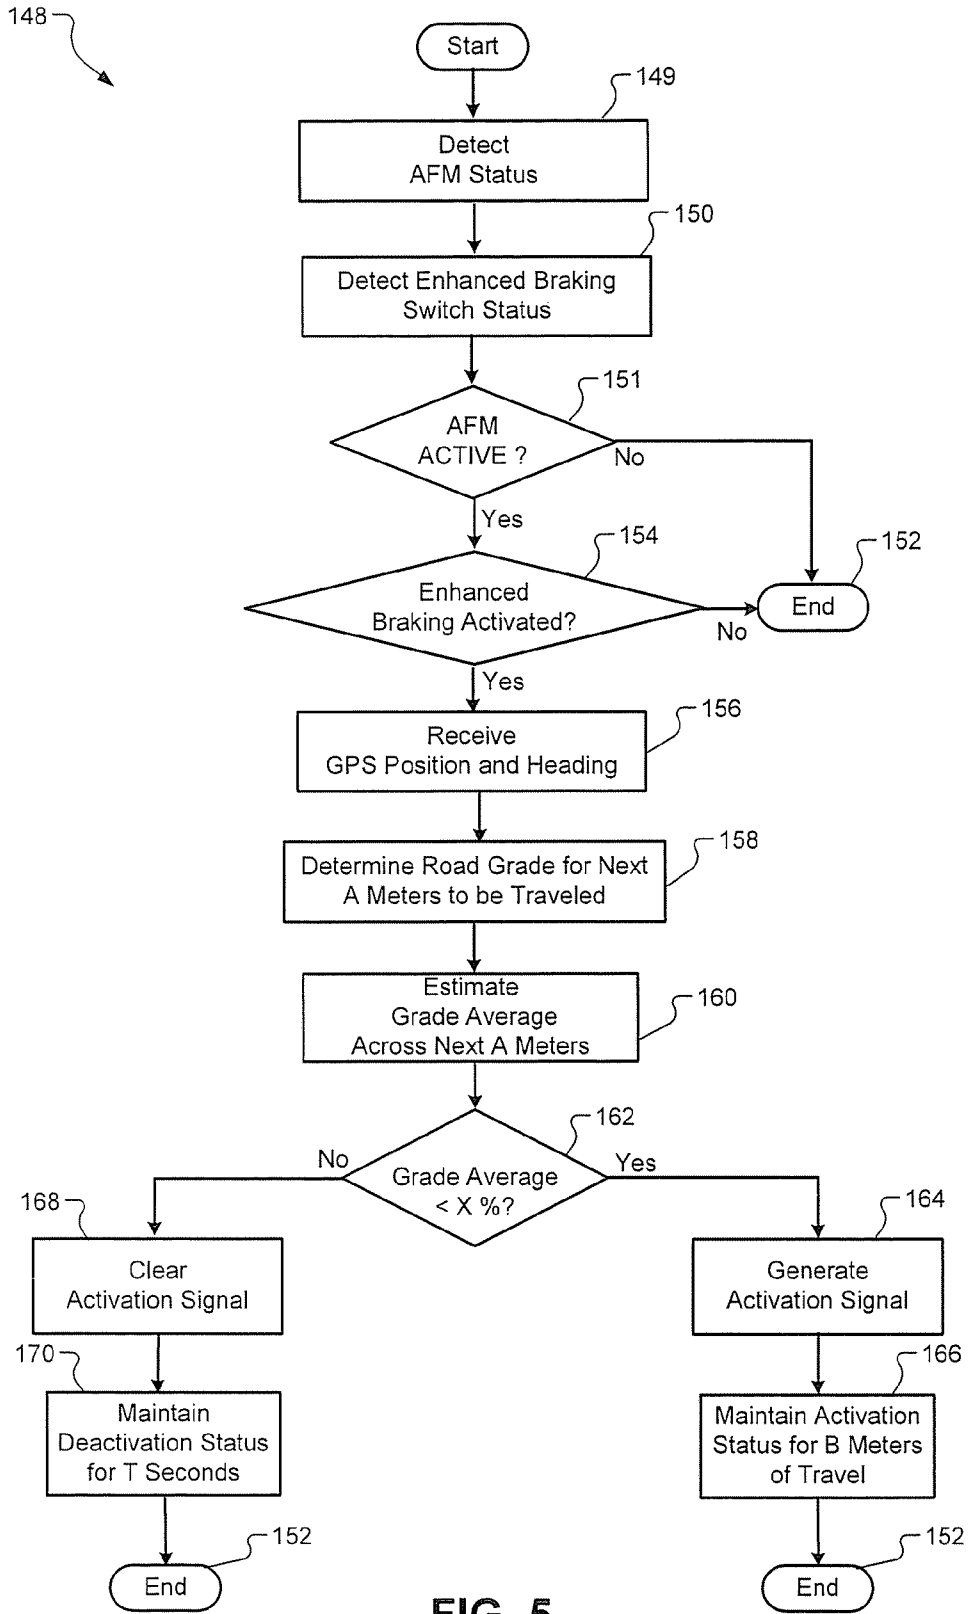 148
Start
149
Detect
AFM Status
150
Detect Enhanced Braking
Switch Status
151
AFM
ACTIVE ?
No
Yes
154
152
Enhanced
Braking Activated?
End
No
Yes
156
Receive
GPS Position and Heading
158
Determine Road Grade for Next
A Meters to be Traveled
Estimate
Grade Average
Across Next A Meters
160
162
No
Yes
Grade Average
< X %?
168
164
Clear
Activation Signal
Generate
Activation Signal
170
166
Maintain
Deactivation Status
for T Seconds
Maintain Activation
Status for B Meters
of Travel
152
152
End
End
FIG. 5